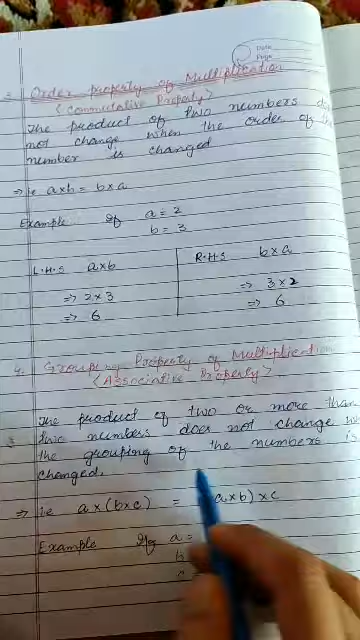 Date
Page
3. Order property of Multiplication
<Commutative Property>
The product of two numbers do
not change when the order of th
number is changed
⇒ ie a×b = b×a
Example If a = 2
b = 3
L.H.S a×b
⇒ 2×3
⇒ 6
R.H.S b×a
⇒ 3×2
⇒ 6
4. Grouping Property of Multiplication
<Associative Property>
The product of two or more than
two numbers does not change w
the grouping of the numbers is
changed.
⇒ ie a×(b×c) = a×b)×c
Example If a =
b
c